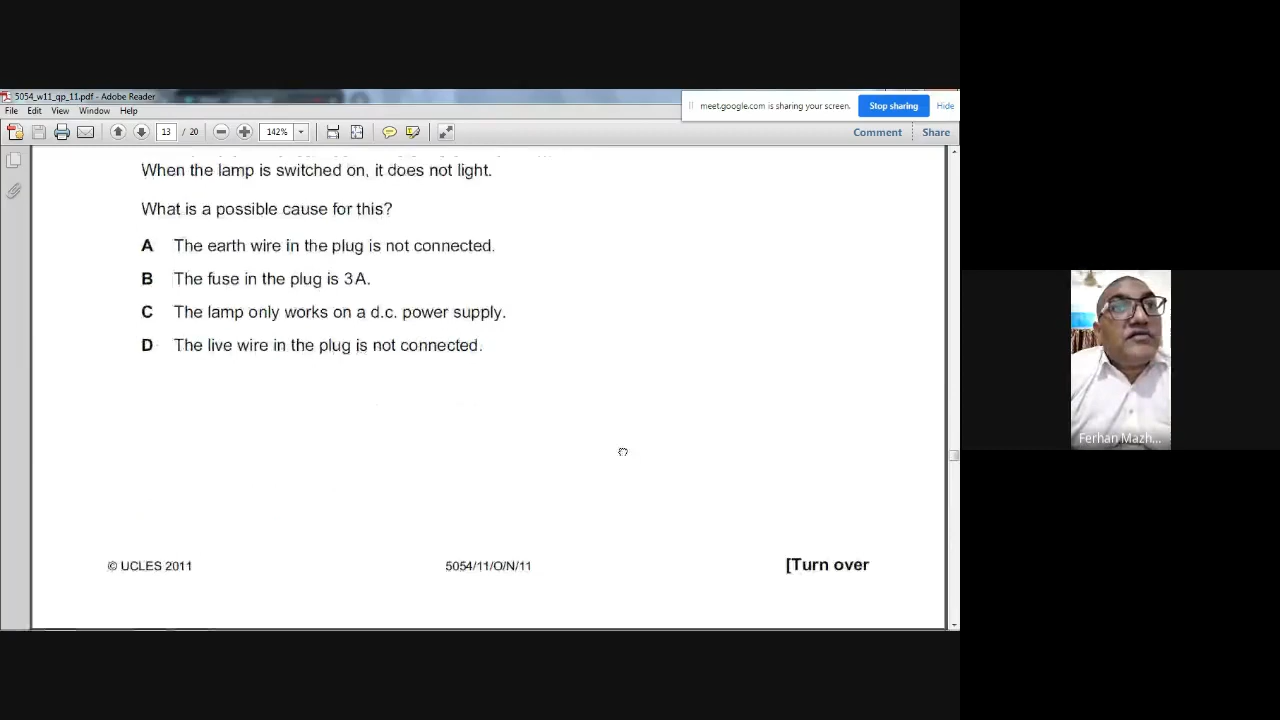 5054_w11_qp_11.pdf - Adobe Reader
File Edit View Window Help
meet.google.com is sharing your screen. Stop sharing Hide
13 / 20 142% Comment Share
When the lamp is switched on, it does not light.
What is a possible cause for this?
A The earth wire in the plug is not connected.
B The fuse in the plug is 3 A.
C The lamp only works on a d.c. power supply.
D The live wire in the plug is not connected.
Ferhan Mazh...
© UCLES 2011 5054/11/O/N/11 [Turn over